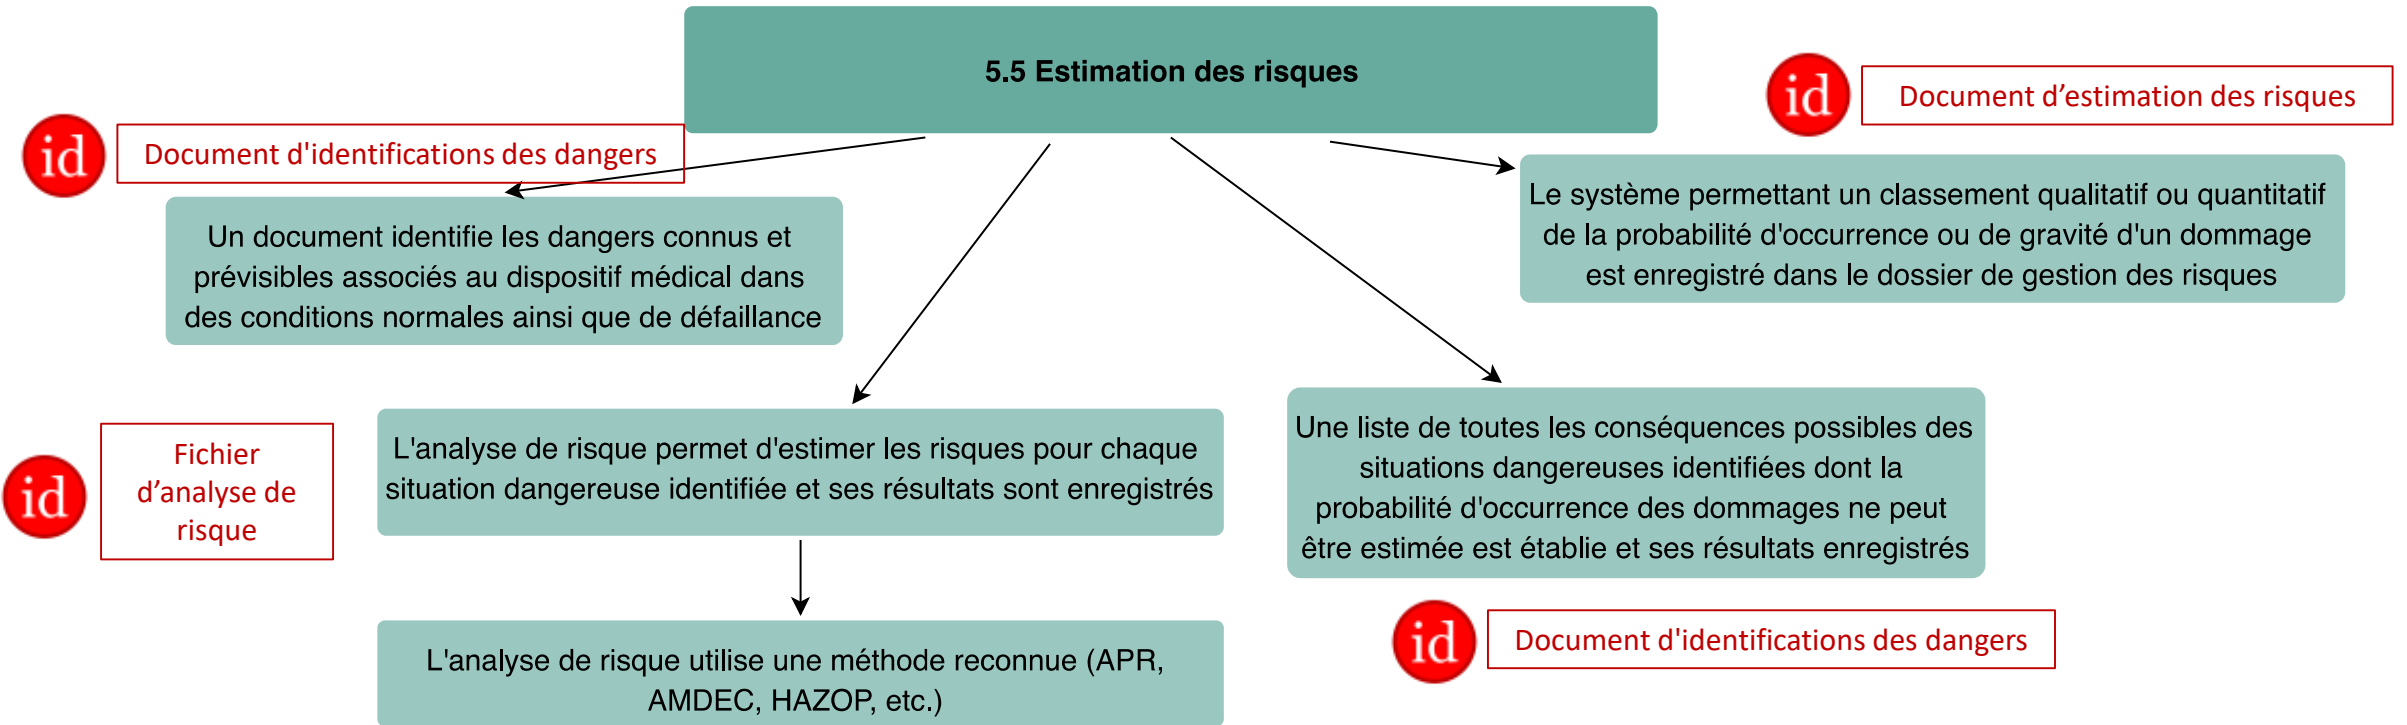 5.5 Estimation des risques
id
Document d'estimation des risques
id
Document d'identifications des dangers
Un document identifie les dangers connus et
prévisibles associés au dispositif médical dans
des conditions normales ainsi que de défaillance
Le système permettant un classement qualitatif ou quantitatif
de la probabilité d'occurrence ou de gravité d'un dommage
est enregistré dans le dossier de gestion des risques
id
Fichier
d’analyse de
risque
L'analyse de risque permet d'estimer les risques pour chaque
situation dangereuse identifiée et ses résultats sont enregistrés
Une liste de toutes les conséquences possibles des
situations dangereuses identifiées dont la
probabilité d'occurrence des dommages ne peut
être estimée est établie et ses résultats enregistrés
id
Document d'identifications des dangers
L'analyse de risque utilise une méthode reconnue (APR,
AMDEC, HAZOP, etc.)